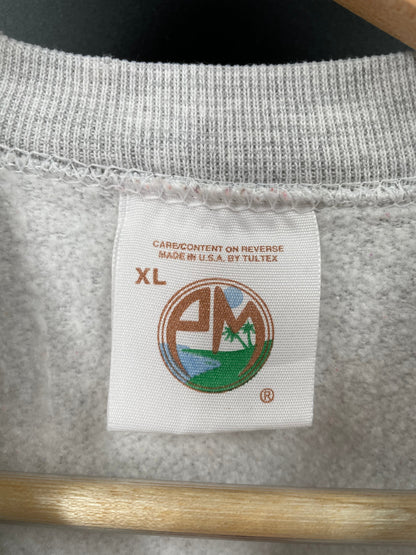 CARE/CONTENT ON REVERSE
MADE IN U.S.A. BY TULTEX
XL
PM
®